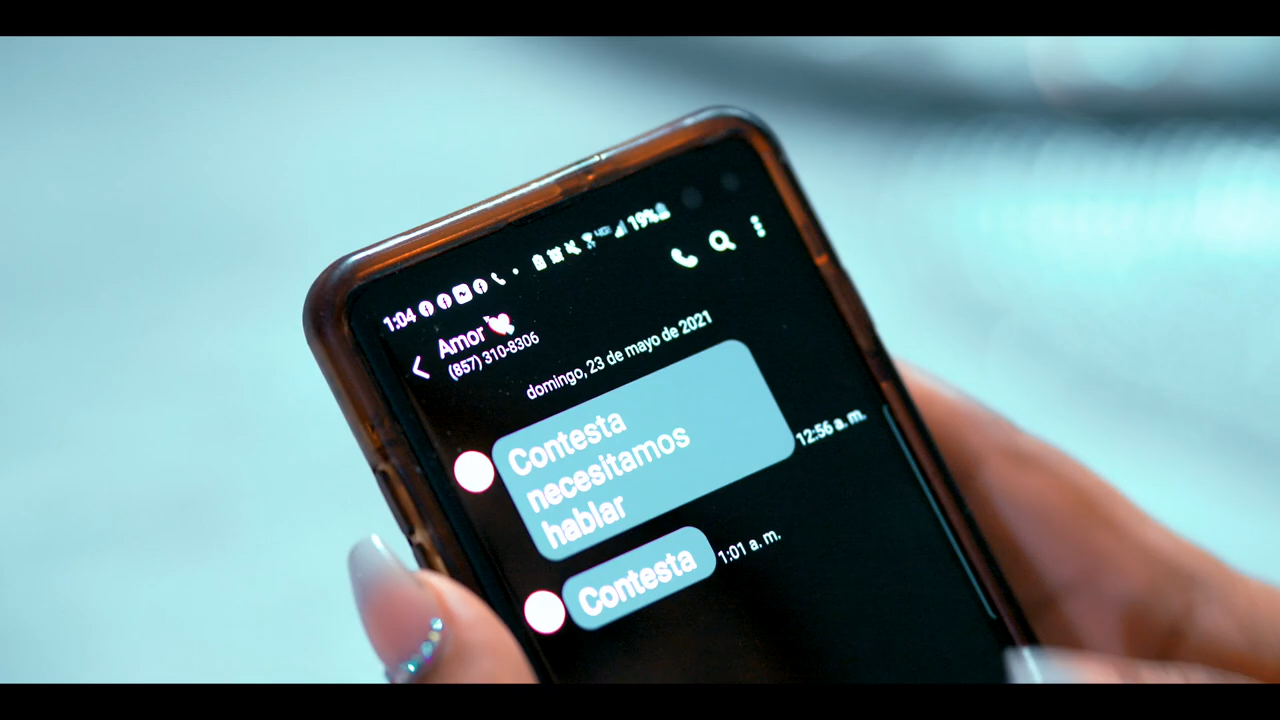 1:04 19%
Amor
(857) 310-8306
domingo, 23 de mayo de 2021
Contesta
necesitamos
hablar
12:56 a. m.
Contesta
1:01 a. m.